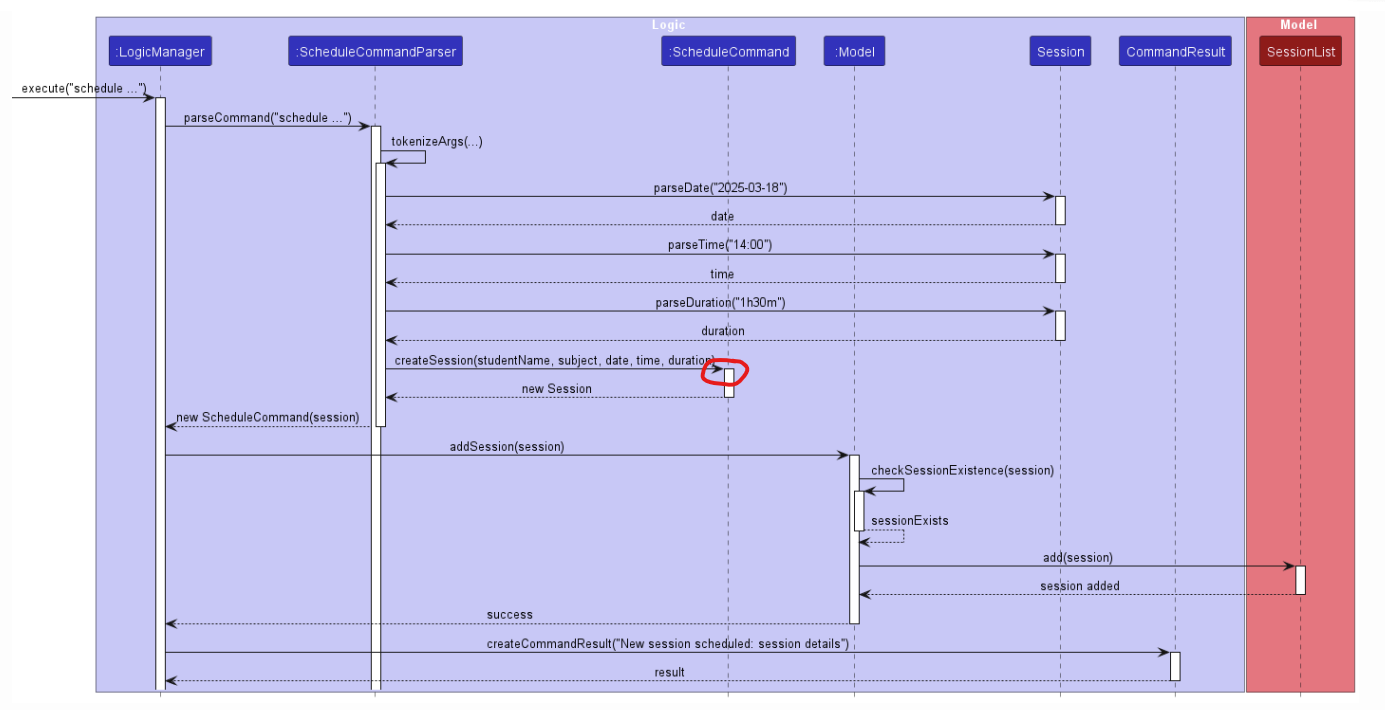 Logic
Model
:LogicManager
:ScheduleCommandParser
:ScheduleCommand
:Model
Session
CommandResult
SessionList
execute("schedule ...")
parseCommand("schedule ...")
tokenizeArgs(...)
parseDate("2025-03-18")
date
parseTime("14:00")
time
parseDuration("1h30m")
duration
createSession(studentName, subject, date, time, duration)
new Session
new ScheduleCommand(session)
addSession(session)
checkSessionExistence(session)
sessionExists
add(session)
session added
success
createCommandResult("New session scheduled: session details")
result